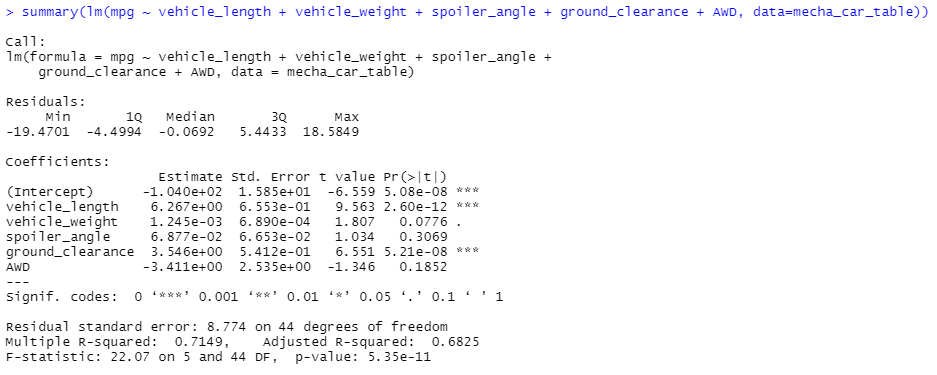 > summary(lm(mpg ~ vehicle_length + vehicle_weight + spoiler_angle + ground_clearance + AWD, data=mecha_car_table))
Call:
lm(formula = mpg ~ vehicle_length + vehicle_weight + spoiler_angle +
    ground_clearance + AWD, data = mecha_car_table)
Residuals:
     Min       1Q   Median       3Q      Max
-19.4701  -4.4994  -0.0692   5.4433  18.5849
Coefficients:
                   Estimate Std. Error t value Pr(>|t|)
(Intercept)      -1.040e+02  1.585e+01  -6.559 5.08e-08 ***
vehicle_length    6.267e+00  6.553e-01   9.563 2.60e-12 ***
vehicle_weight    1.245e-03  6.890e-04   1.807   0.0776 .
spoiler_angle     6.877e-02  6.653e-02   1.034   0.3069
ground_clearance  3.546e+00  5.412e-01   6.551 5.21e-08 ***
AWD              -3.411e+00  2.535e+00  -1.346   0.1852
---
Signif. codes:  0 ‘***’ 0.001 ‘**’ 0.01 ‘*’ 0.05 ‘.’ 0.1 ‘ ’ 1
Residual standard error: 8.774 on 44 degrees of freedom
Multiple R-squared:  0.7149,    Adjusted R-squared:  0.6825
F-statistic: 22.07 on 5 and 44 DF,  p-value: 5.35e-11